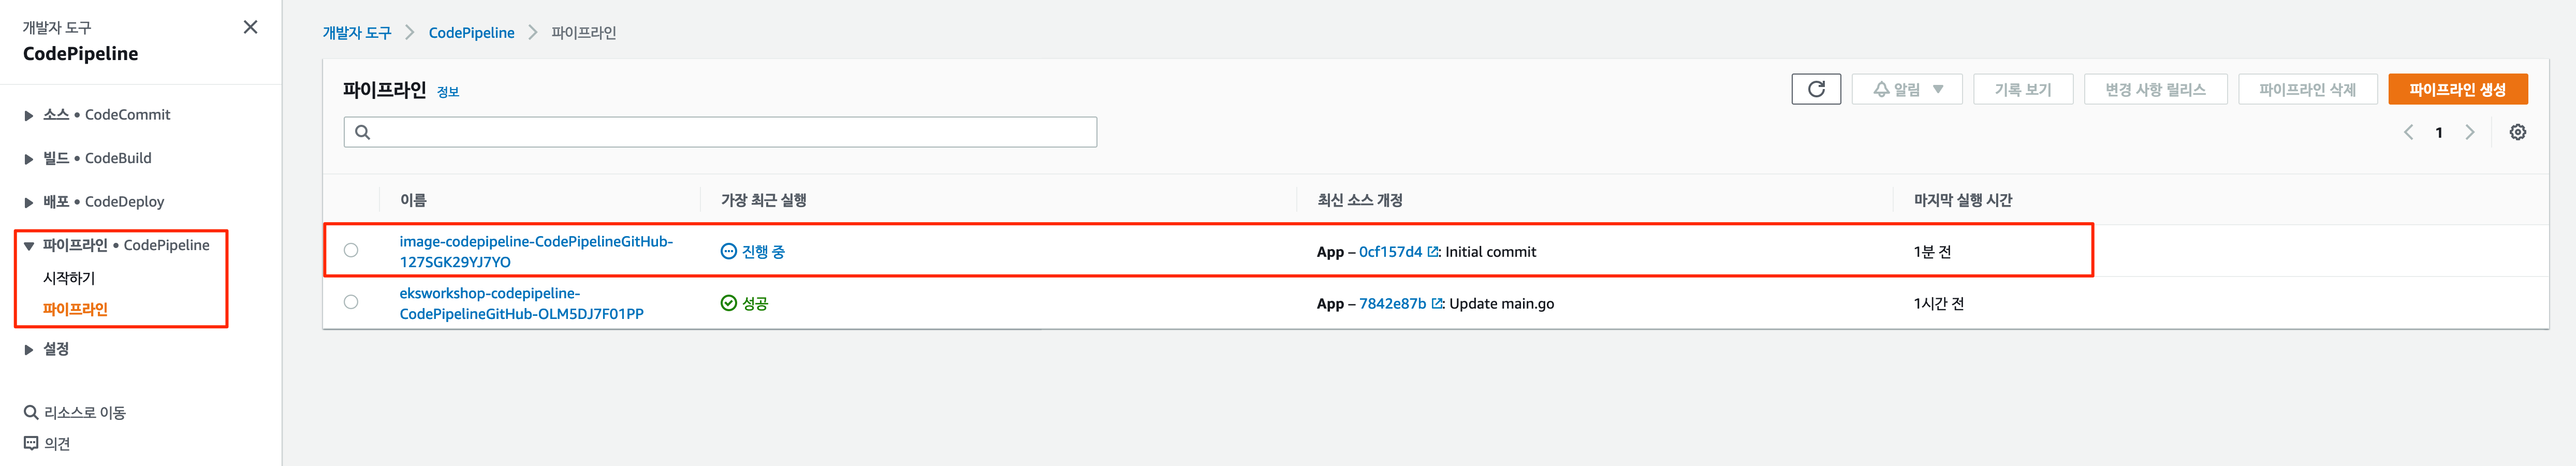 개발자 도구
CodePipeline
소스 • CodeCommit
빌드 • CodeBuild
배포 • CodeDeploy
파이프라인 • CodePipeline
시작하기
파이프라인
설정
리소스로 이동
의견
개발자 도구 > CodePipeline > 파이프라인
파이프라인 정보
알림
기록 보기
변경 사항 릴리스
파이프라인 삭제
파이프라인 생성
1
이름 가장 최근 실행 최신 소스 개정 마지막 실행 시간
image-codepipeline-CodePipelineGitHub-
127SGK29YJ7YO
진행 중
App – 0cf157d4: Initial commit
1분 전
eksworkshop-codepipeline-
CodePipelineGitHub-OLM5DJ7F01PP
성공
App – 7842e87b: Update main.go
1시간 전